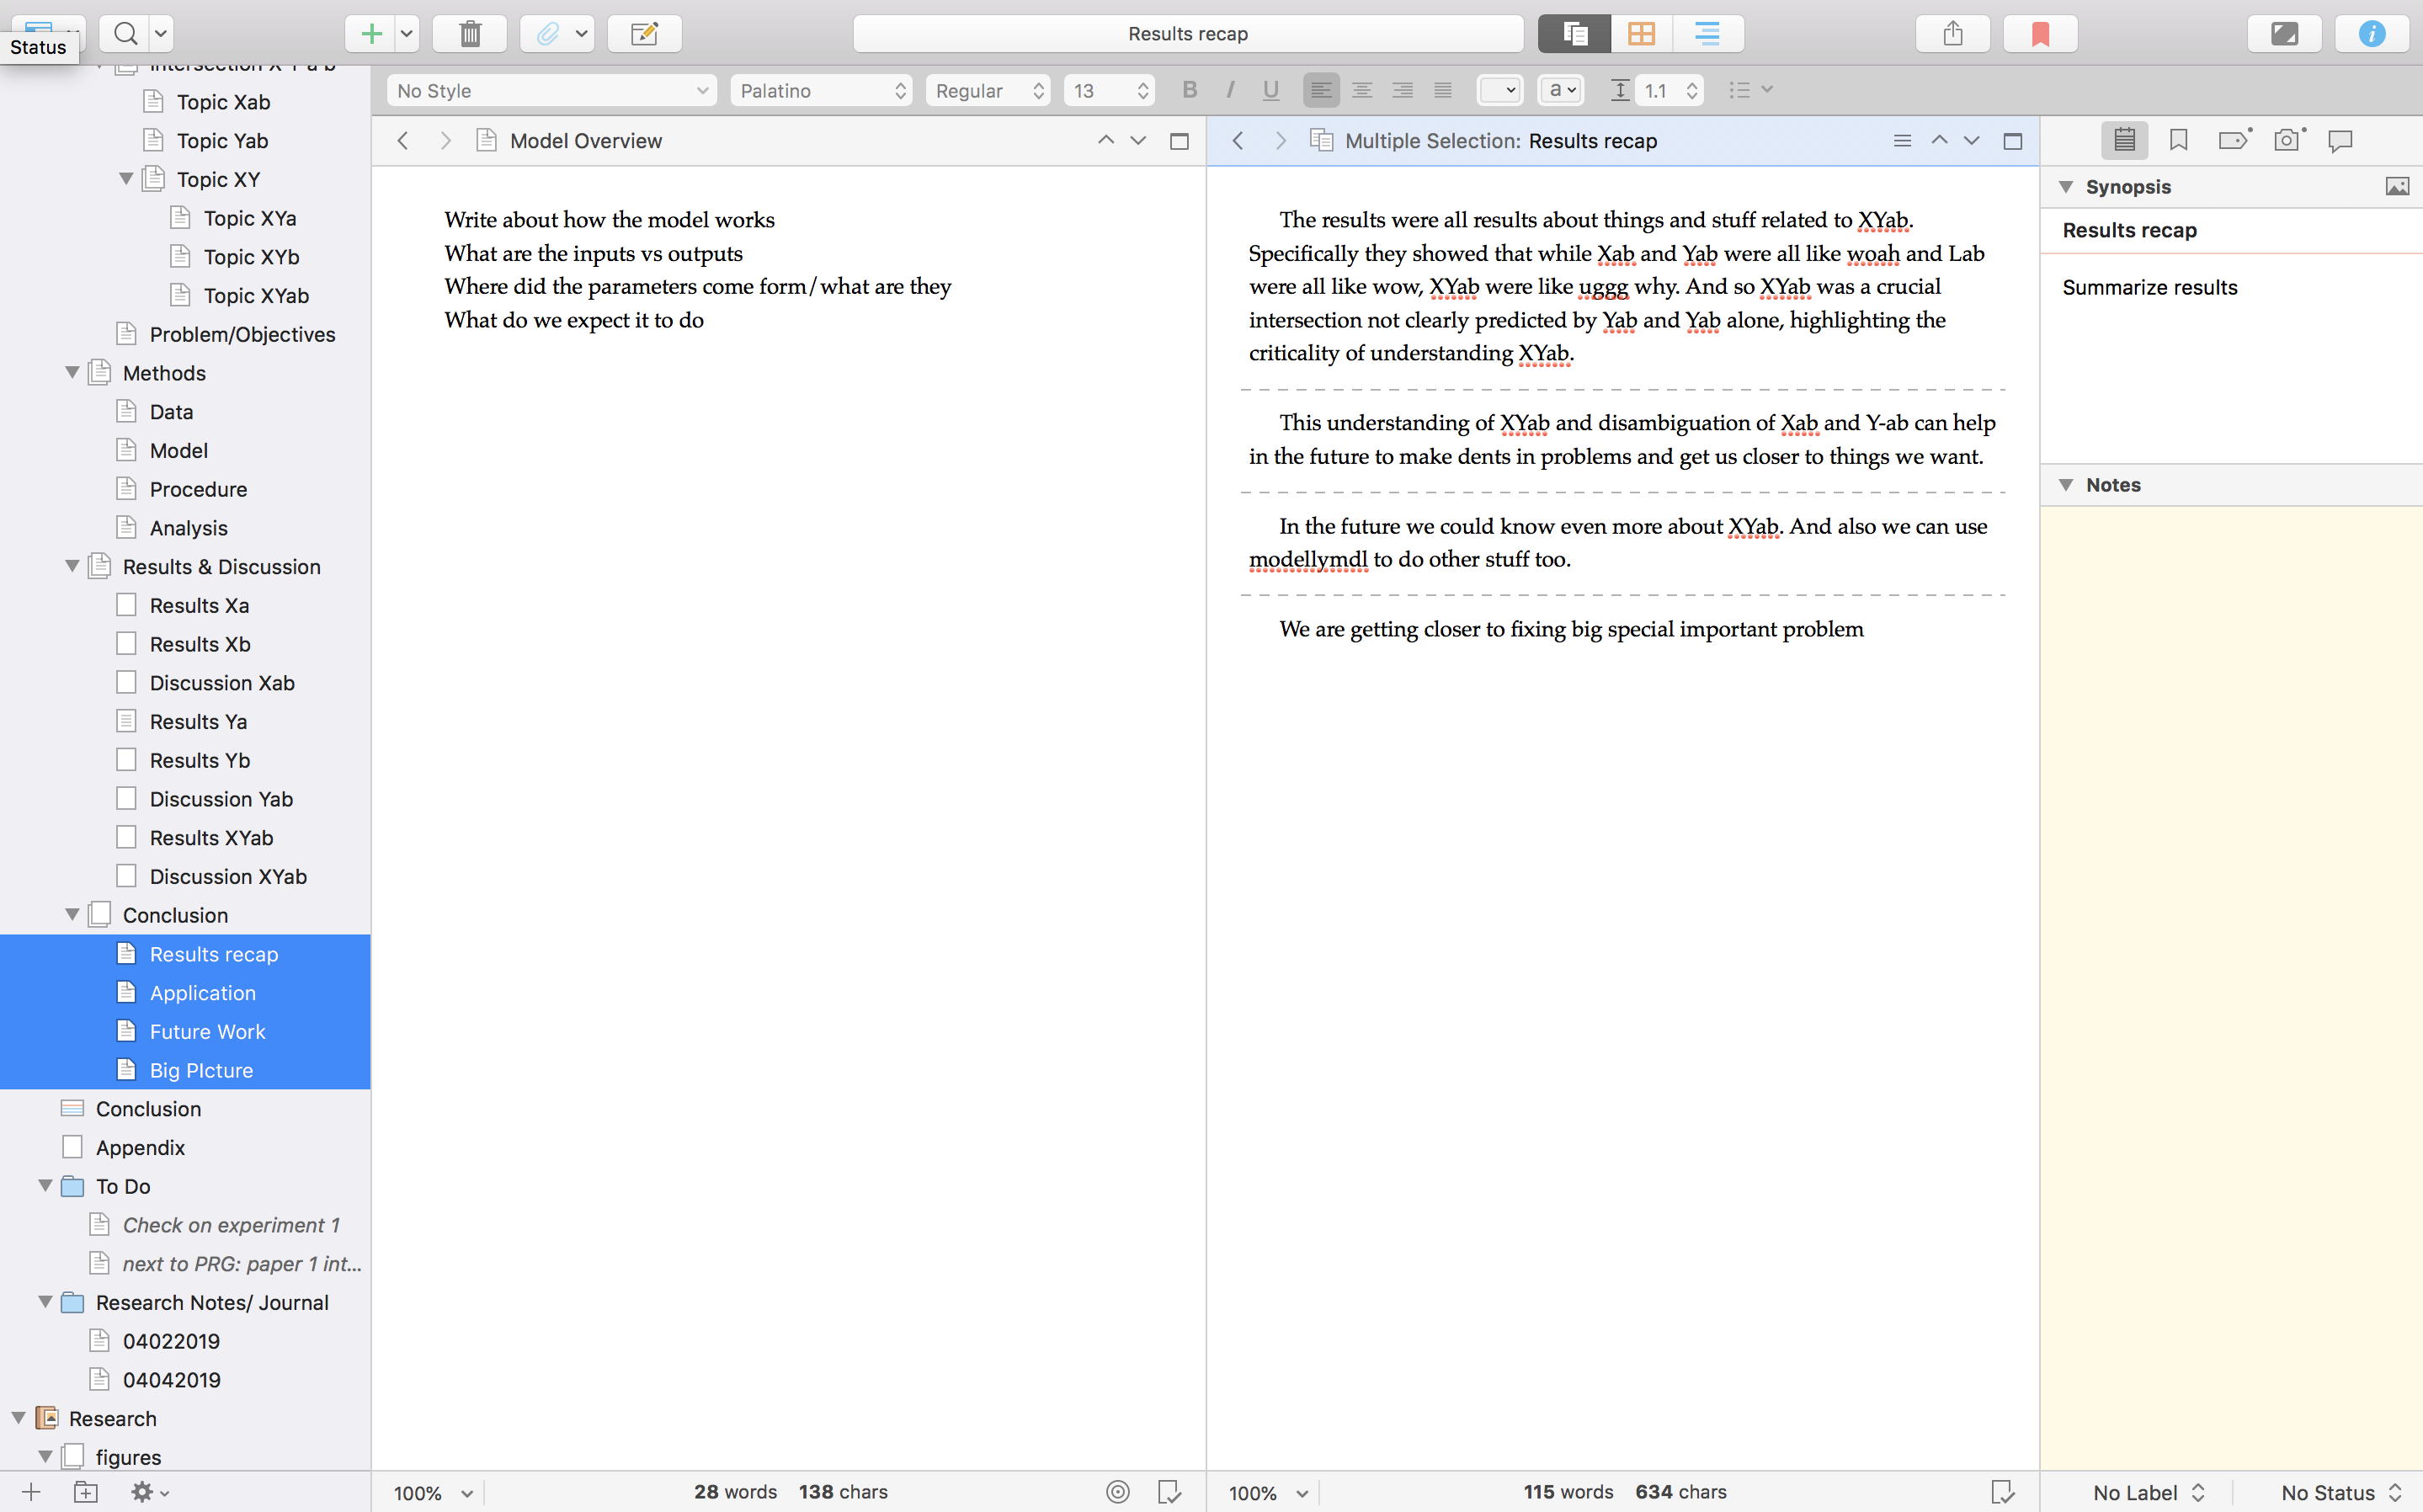 Results recap
Status
No Style
Palatino
Regular
13
B I U
a
1.1
Topic Xab
Topic Yab
Topic XY
Topic XYa
Topic XYb
Topic XYab
Problem/Objectives
Methods
Data
Model
Procedure
Analysis
Results & Discussion
Results Xa
Results Xb
Discussion Xab
Results Ya
Results Yb
Discussion Yab
Results XYab
Discussion XYab
Conclusion
Results recap
Application
Future Work
Big PIcture
Conclusion
Appendix
To Do
Check on experiment 1
next to PRG: paper 1 int...
Research Notes/ Journal
04022019
04042019
Research
figures
Model Overview
Write about how the model works
What are the inputs vs outputs
Where did the parameters come form/what are they
What do we expect it to do
100%
28 words 138 chars
Multiple Selection: Results recap
The results were all results about things and stuff related to XYab.
Specifically they showed that while Xab and Yab were all like woah and Lab
were all like wow, XYab were like uggg why. And so XYab was a crucial
intersection not clearly predicted by Yab and Yab alone, highlighting the
criticality of understanding XYab.
This understanding of XYab and disambiguation of Xab and Y-ab can help
in the future to make dents in problems and get us closer to things we want.
In the future we could know even more about XYab. And also we can use
modellymdl to do other stuff too.
We are getting closer to fixing big special important problem
100%
115 words 634 chars
Synopsis
Results recap
Summarize results
Notes
No Label
No Status